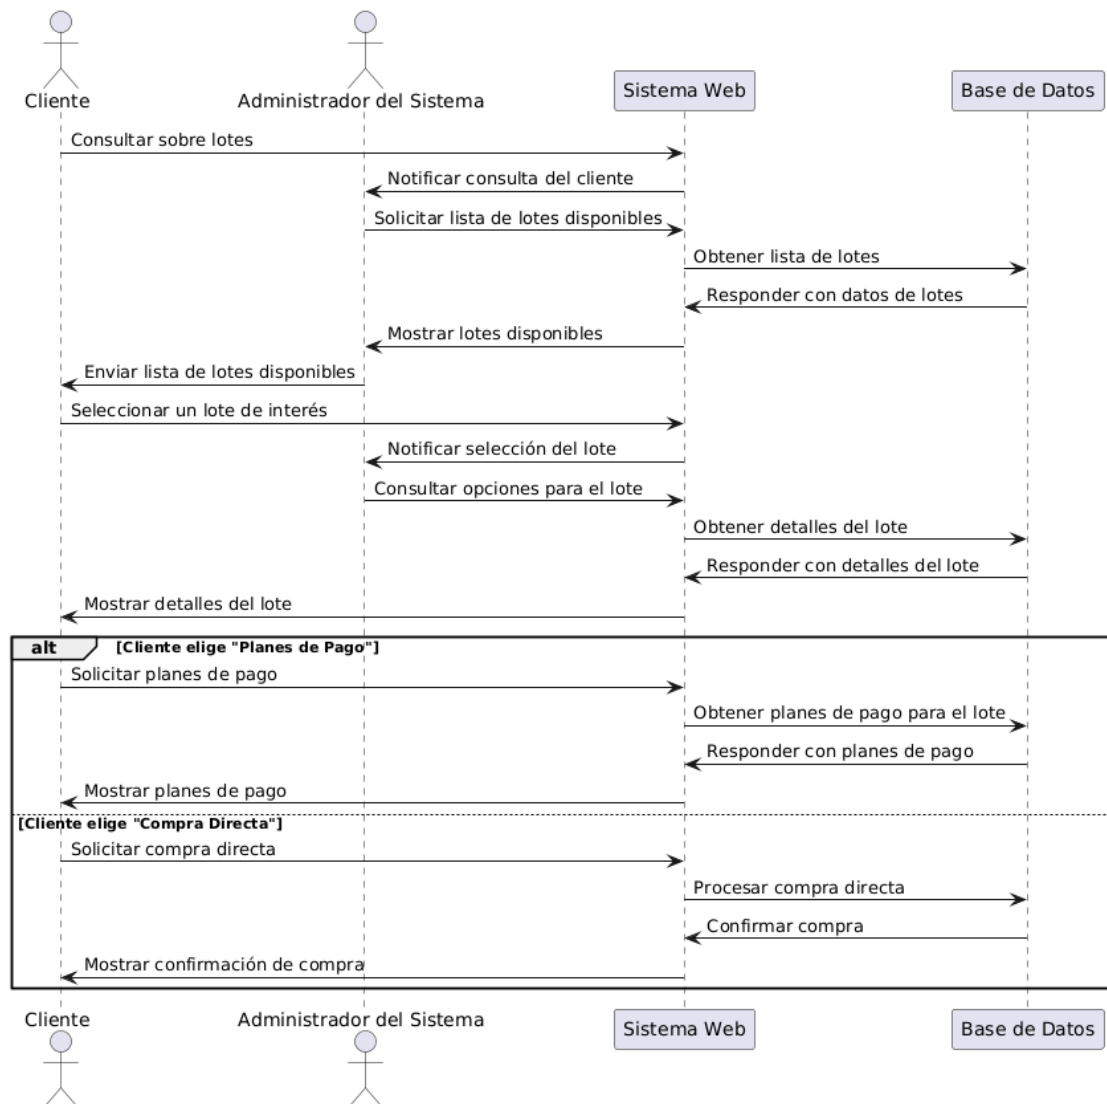 Cliente
Administrador del Sistema
Sistema Web
Base de Datos
Consultar sobre lotes
Notificar consulta del cliente
Solicitar lista de lotes disponibles
Obtener lista de lotes
Responder con datos de lotes
Mostrar lotes disponibles
Enviar lista de lotes disponibles
Seleccionar un lote de interés
Notificar selección del lote
Consultar opciones para el lote
Obtener detalles del lote
Responder con detalles del lote
Mostrar detalles del lote
alt [Cliente elige "Planes de Pago"]
Solicitar planes de pago
Obtener planes de pago para el lote
Responder con planes de pago
Mostrar planes de pago
[Cliente elige "Compra Directa"]
Solicitar compra directa
Procesar compra directa
Confirmar compra
Mostrar confirmación de compra
Cliente
Administrador del Sistema
Sistema Web
Base de Datos